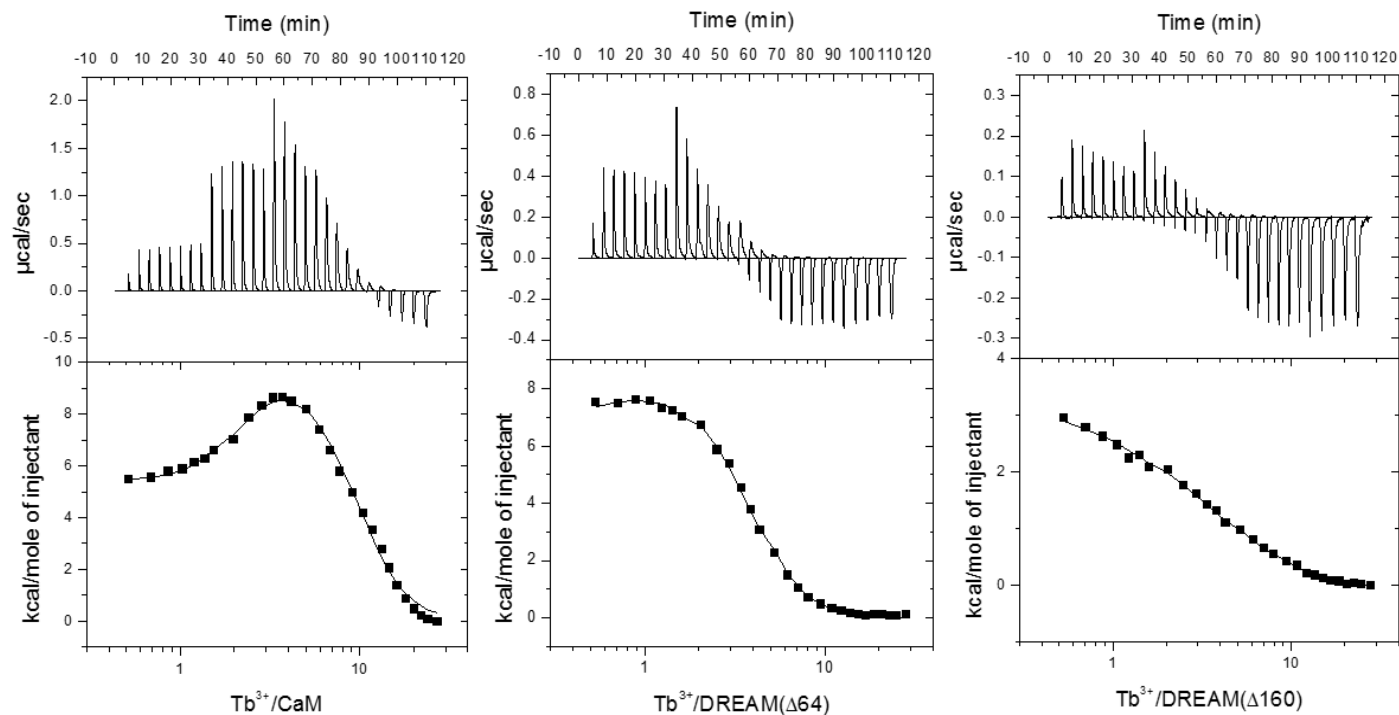 Time (min)
-10 0 10 20 30 40 50 60 70 80 90 100 110 120
2.0
1.5
1.0
0.5
0.0
-0.5
µcal/sec
10
8
6
4
2
0
kcal/mole of injectant
1 10
Tb³⁺/CaM
Time (min)
-10 0 10 20 30 40 50 60 70 80 90 100 110 120
0.8
0.6
0.4
0.2
0.0
-0.2
-0.4
µcal/sec
8
6
4
2
0
kcal/mole of injectant
1 10
Tb³⁺/DREAM(Δ64)
Time (min)
-10 0 10 20 30 40 50 60 70 80 90 100 110 120
0.3
0.2
0.1
0.0
-0.1
-0.2
-0.3
µcal/sec
4
2
0
kcal/mole of injectant
1 10
Tb³⁺/DREAM(Δ160)